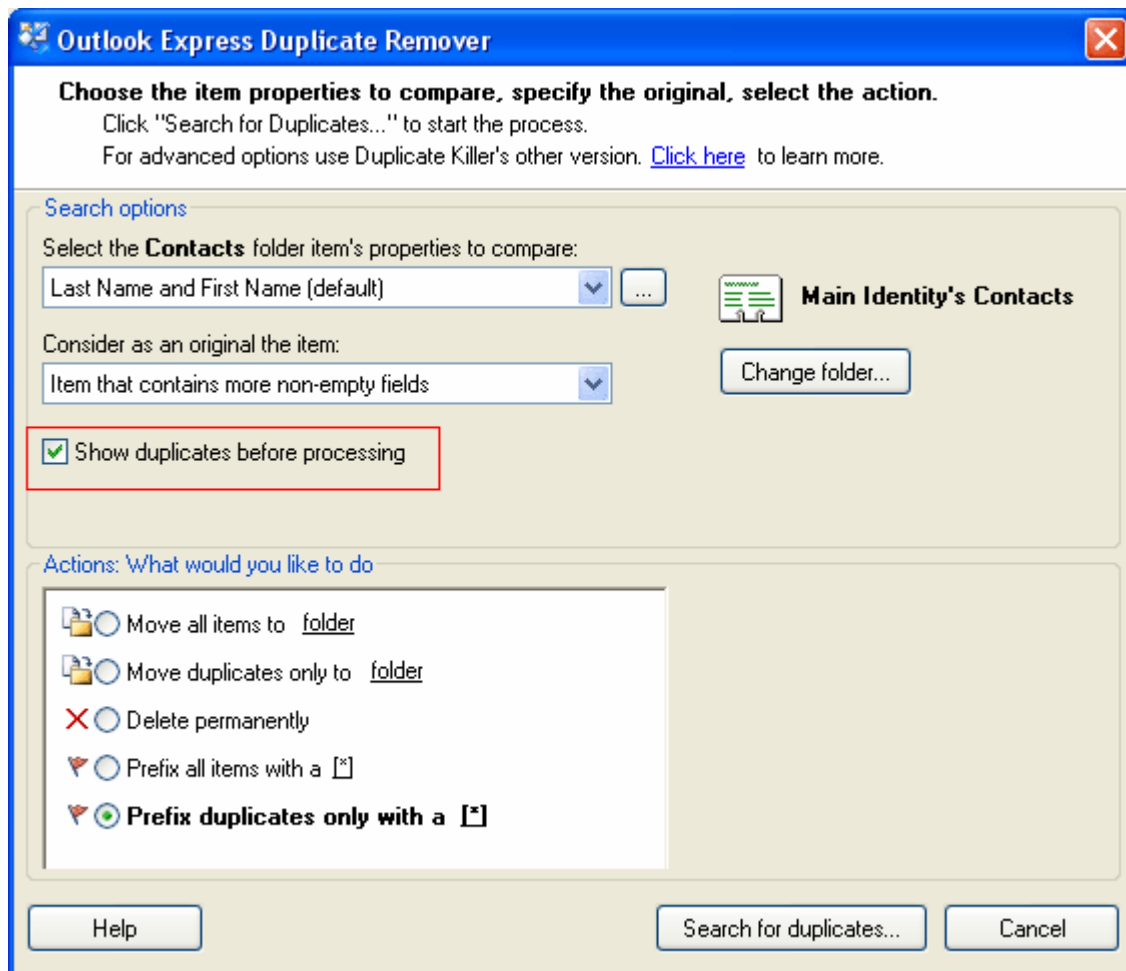 Outlook Express Duplicate Remover
Choose the item properties to compare, specify the original, select the action.
Click "Search for Duplicates..." to start the process.
For advanced options use Duplicate Killer's other version. Click here to learn more.
Search options
Select the Contacts folder item's properties to compare:
Last Name and First Name (default)
...
Main Identity's Contacts
Consider as an original the item:
Item that contains more non-empty fields
Change folder...
Show duplicates before processing
Actions: What would you like to do
Move all items to folder
Move duplicates only to folder
Delete permanently
Prefix all items with a [*]
Prefix duplicates only with a [*]
Help
Search for duplicates...
Cancel